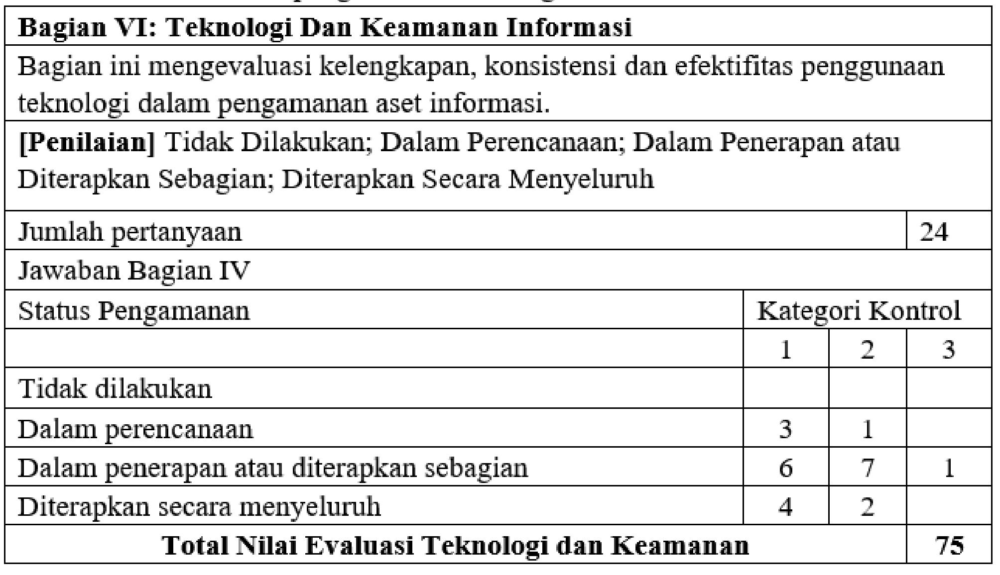 Bagian VI: Teknologi Dan Keamanan Informasi
Bagian ini mengevaluasi kelengkapan, konsistensi dan efektifitas penggunaan
teknologi dalam pengamanan aset informasi.
[Penilaian] Tidak Dilakukan; Dalam Perencanaan; Dalam Penerapan atau
Diterapkan Sebagian; Diterapkan Secara Menyeluruh
Jumlah pertanyaan 24
Jawaban Bagian IV
Status Pengamanan Kategori Kontrol
1 2 3
Tidak dilakukan
Dalam perencanaan 3 1
Dalam penerapan atau diterapkan sebagian 6 7 1
Diterapkan secara menyeluruh 4 2
Total Nilai Evaluasi Teknologi dan Keamanan 75